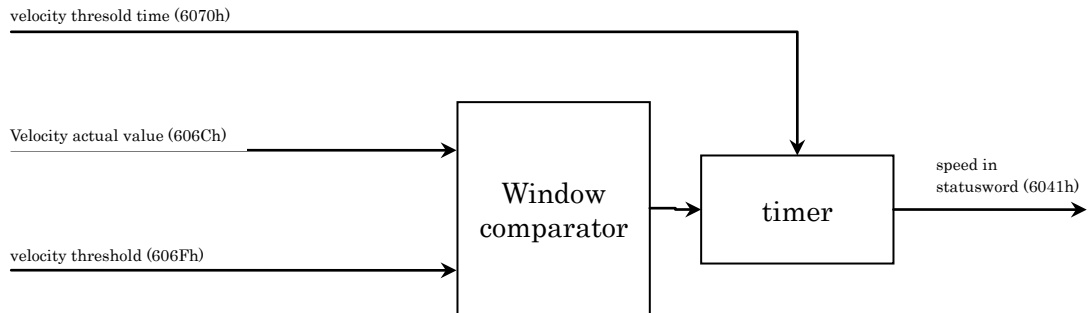 velocity thresold time (6070h)
Velocity actual value (606Ch)
velocity threshold (606Fh)
Window
comparator
timer
speed in
statusword (6041h)